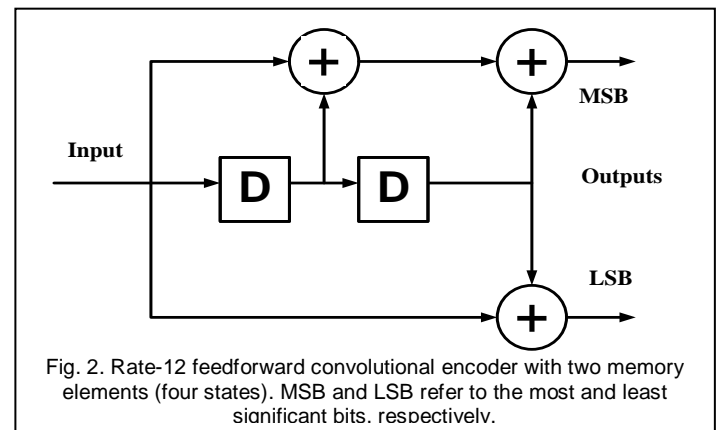 + +
MSB
Input
D D
Outputs
LSB
+
Fig. 2. Rate-12 feedforward convolutional encoder with two memory
elements (four states). MSB and LSB refer to the most and least
significant bits, respectively.